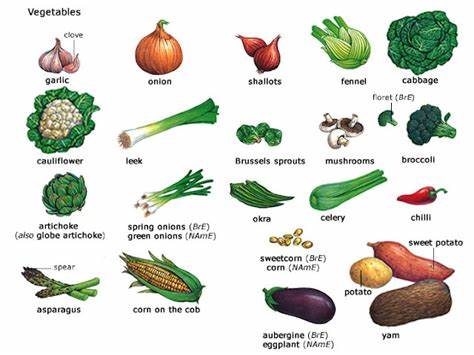 Vegetables
clove
garlic
onion
shallots
fennel
cabbage
floret (BrE)
cauliflower
leek
Brussels sprouts
mushrooms
broccoli
artichoke
(also globe artichoke)
spring onions (BrE)
green onions (NAmE)
okra
celery
chilli
sweetcorn (BrE)
corn (NAmE)
sweet potato
spear
potato
asparagus
corn on the cob
aubergine (BrE)
eggplant (NAmE)
yam